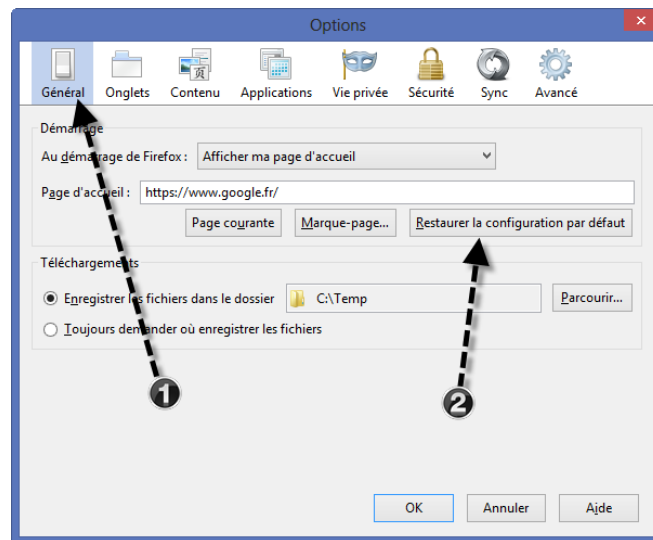 Options
Général Onglets Contenu Applications Vie privée Sécurité Sync Avancé
页
Démarrage
Au démarrage de Firefox : Afficher ma page d'accueil
Page d'accueil : https://www.google.fr/
Page courante Marque-page... Restaurer la configuration par défaut
Téléchargements
Enregistrer les fichiers dans le dossier C:\Temp Parcourir...
Toujours demander où enregistrer les fichiers
1
2
OK Annuler Aide